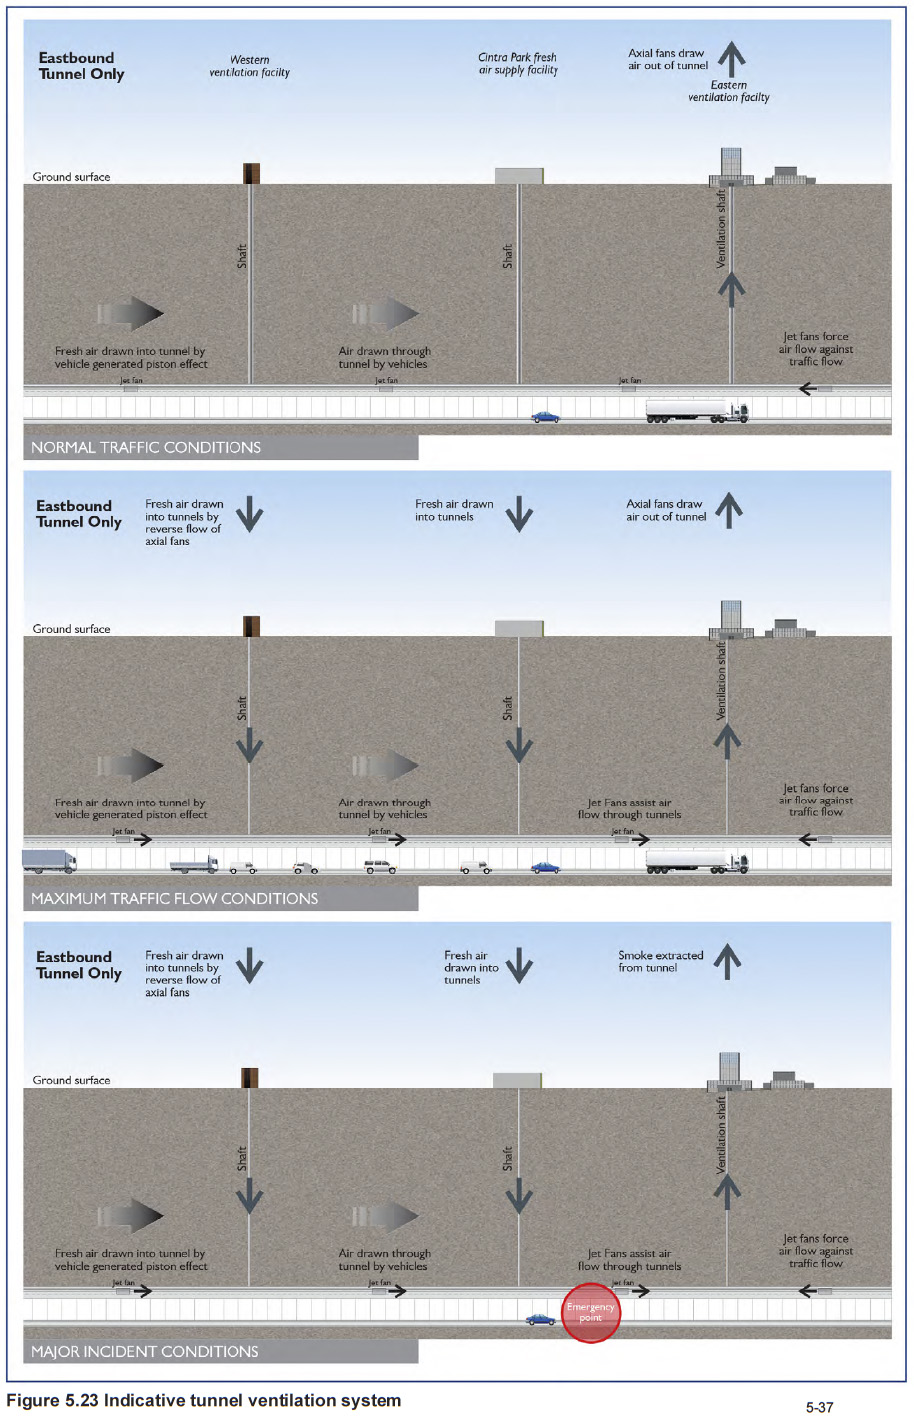 Eastbound
Tunnel Only
Western
ventilation facilty
Cintra Park fresh
air supply facility
Axial fans draw
air out of tunnel
Eastern
ventilation facilty
Ground surface
Shaft
Shaft
Ventilation shaft
Fresh air drawn into tunnel by
vehicle generated piston effect
Air drawn through
tunnel by vehicles
Jet fans force
air flow against
traffic flow
Jet fan
Jet fan
Jet fan
NORMAL TRAFFIC CONDITIONS
Eastbound
Tunnel Only
Fresh air drawn
into tunnels by
reverse flow of
axial fans
Fresh air drawn
into tunnels
Axial fans draw
air out of tunnel
Ground surface
Shaft
Shaft
Ventilation shaft
Fresh air drawn into tunnel by
vehicle generated piston effect
Air drawn through
tunnel by vehicles
Jet Fans assist air
flow through tunnels
Jet fans force
air flow against
traffic flow
Jet fan
Jet fan
Jet fan
MAXIMUM TRAFFIC FLOW CONDITIONS
Eastbound
Tunnel Only
Fresh air drawn
into tunnels by
reverse flow of
axial fans
Fresh air
drawn into
tunnels
Smoke extracted
from tunnel
Ground surface
Shaft
Shaft
Ventilation shaft
Fresh air drawn into tunnel by
vehicle generated piston effect
Air drawn through
tunnel by vehicles
Jet Fans assist air
flow through tunnels
Jet fans force
air flow against
traffic flow
Jet fan
Jet fan
Jet fan
Emergency
point
MAJOR INCIDENT CONDITIONS
Figure 5.23 Indicative tunnel ventilation system
5-37